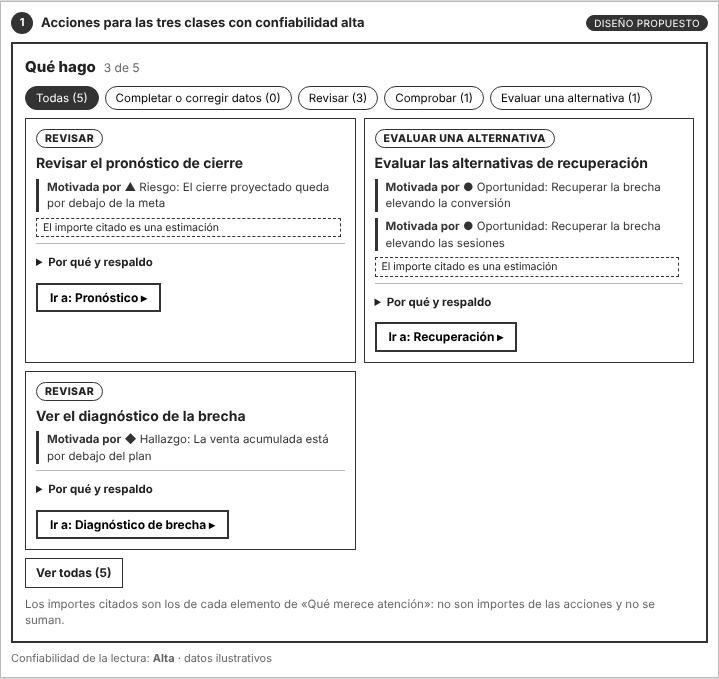 1 Acciones para las tres clases con confiabilidad alta DISEÑO PROPUESTO
Qué hago 3 de 5
Todas (5) Completar o corregir datos (0) Revisar (3) Comprobar (1) Evaluar una alternativa (1)
REVISAR
Revisar el pronóstico de cierre
Motivada por ▲ Riesgo: El cierre proyectado queda
por debajo de la meta
El importe citado es una estimación
▶ Por qué y respaldo
Ir a: Pronóstico ▸
EVALUAR UNA ALTERNATIVA
Evaluar las alternativas de recuperación
Motivada por ● Oportunidad: Recuperar la brecha
elevando la conversión
Motivada por ● Oportunidad: Recuperar la brecha
elevando las sesiones
El importe citado es una estimación
▶ Por qué y respaldo
Ir a: Recuperación ▸
REVISAR
Ver el diagnóstico de la brecha
Motivada por ◆ Hallazgo: La venta acumulada está
por debajo del plan
▶ Por qué y respaldo
Ir a: Diagnóstico de brecha ▸
Ver todas (5)
Los importes citados son los de cada elemento de «Qué merece atención»: no son importes de las acciones y no se
suman.
Confiabilidad de la lectura: Alta · datos ilustrativos